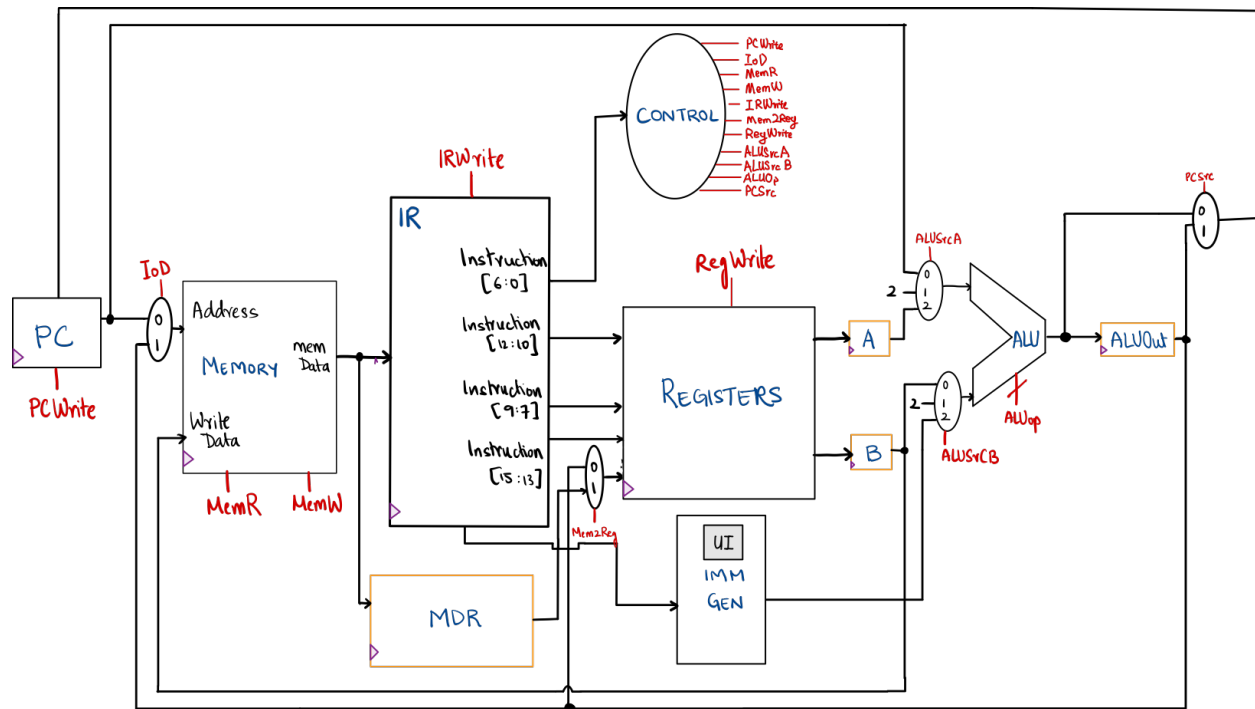 PCWrite
IoD
MemR
MemW
IRWrite
Mem2Reg
RegWrite
ALUSrcA
ALUSrcB
ALUOp
PCSrc
CONTROL
IRWrite
IR
Instruction
[6:0]
Instruction
[12:10]
Instruction
[9:7]
Instruction
[15:13]
PCSrc
0
1
ALUSrcA
0
2 1
2
RegWrite
IoD
0
1
PC
PCWrite
Address
MEMORY
mem
Data
Write
Data
MemR
MemW
REGISTERS
A
B
ALU
ALUOut
0
2 1
2
ALUop
ALUSrCB
0
1
Mem2Reg
UI
IMM
GEN
MDR